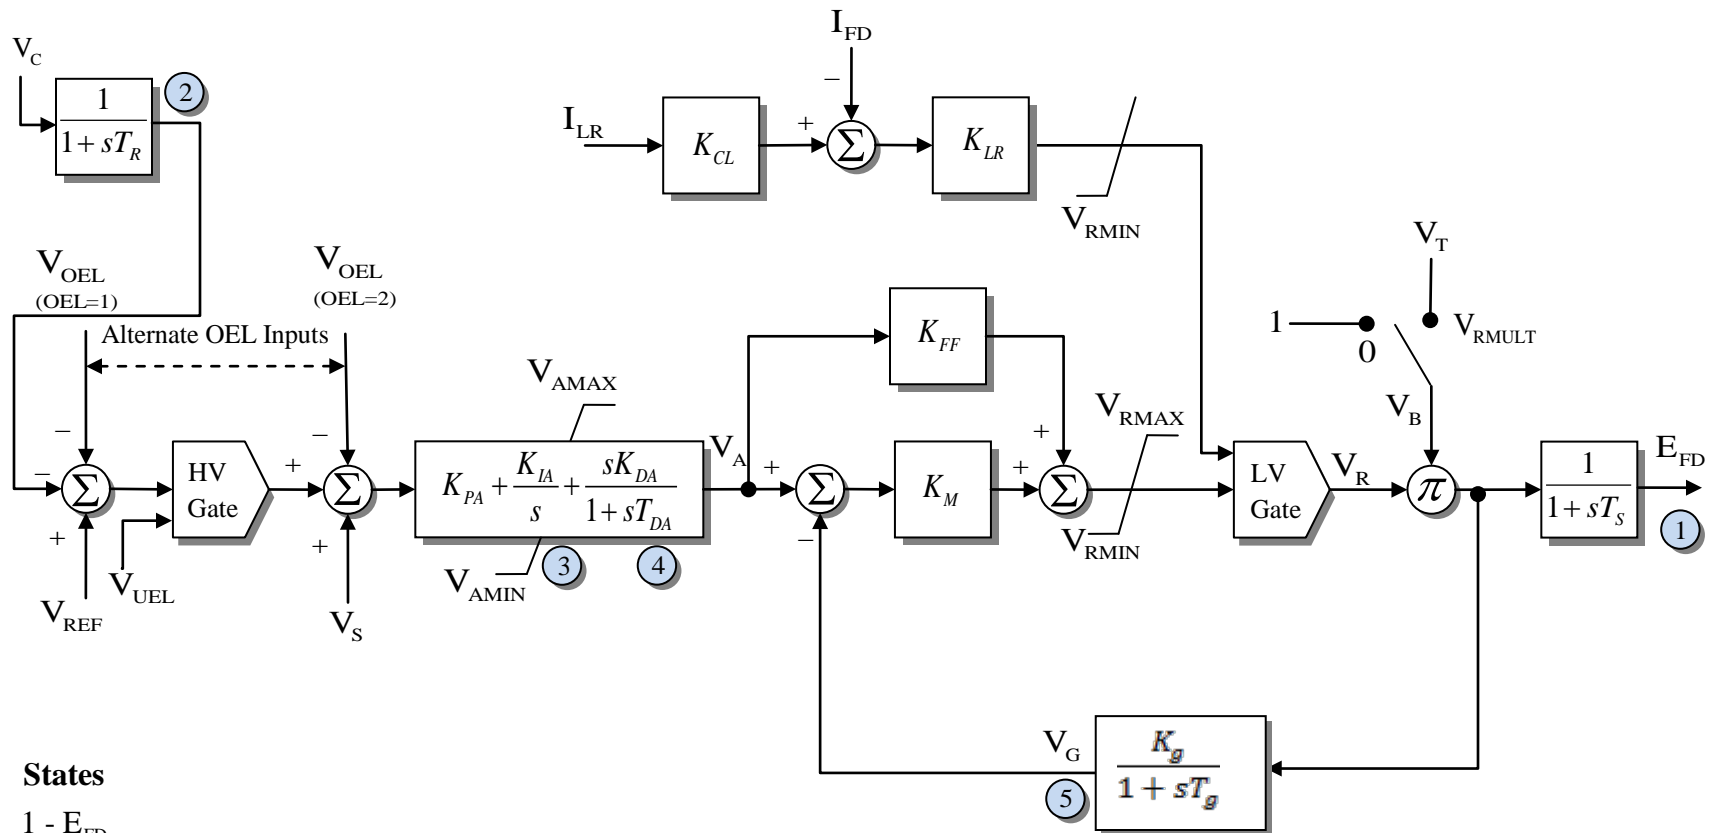 V_C
1
1 + sT_R
2
I_FD
−
I_LR
K_CL
+
Σ
K_LR
V_RMIN
V_OEL
(OEL=1)
V_OEL
(OEL=2)
Alternate OEL Inputs
V_T
1
0
V_RMULT
V_B
K_FF
V_AMAX
V_RMAX
−
−
Σ
+
V_REF
HV
Gate
V_UEL
+
−
Σ
+
V_S
K_PA + K_IA/s + sK_DA/(1 + sT_DA)
V_AMIN
3
4
V_A
+
Σ
−
K_M
+
+
Σ
V_RMIN
LV
Gate
V_R
π
1
1 + sT_S
E_FD
1
V_G
5
K_g
1 + sT_g
States
1 - E_FD